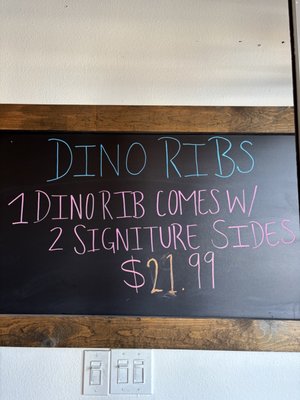 DINO RIBS
1 DINO RIB COMES W/
2 SIGNITURE SIDES
$21.99